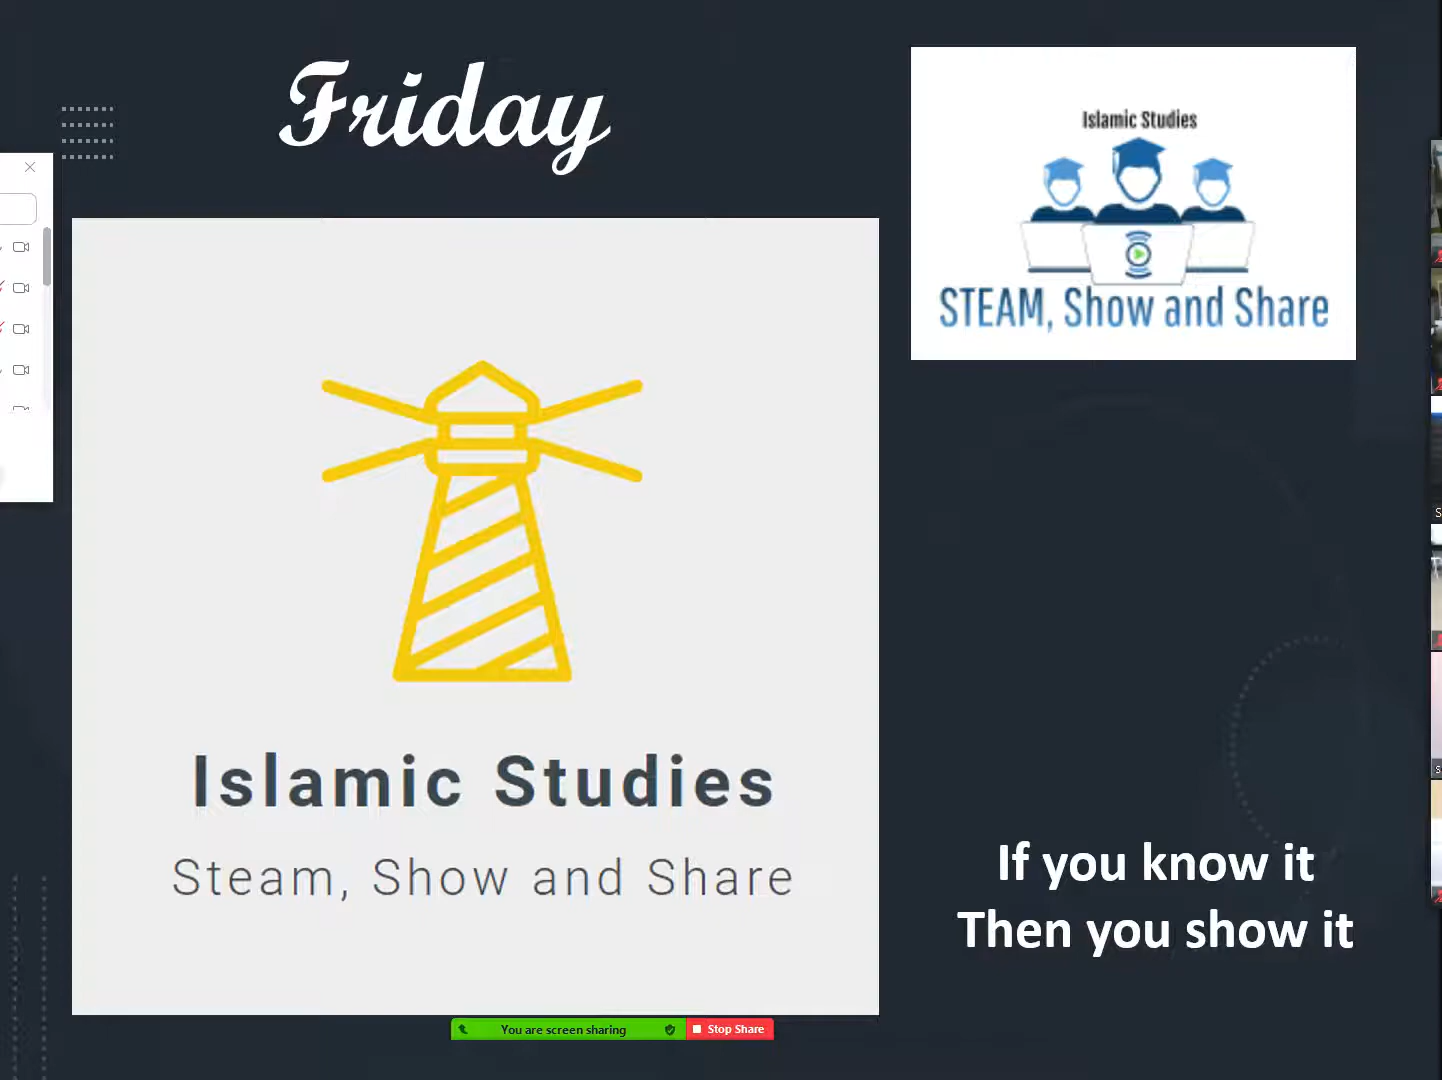 Friday
Islamic Studies
STEAM, Show and Share
Islamic Studies
Steam, Show and Share
If you know it
Then you show it
You are screen sharing
Stop Share